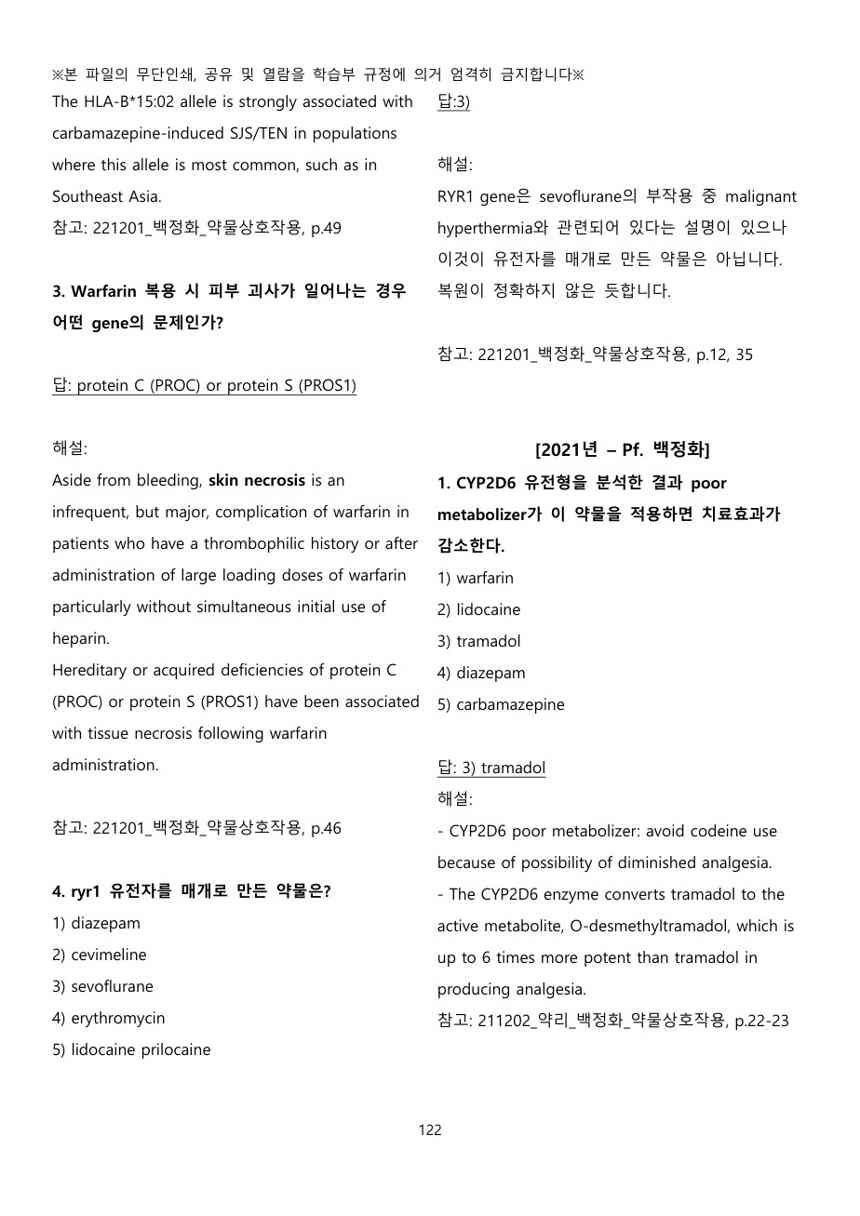 ※본 파일의 무단인쇄, 공유 및 열람을 학습부 규정에 의거 엄격히 금지합니다※
The HLA-B*15:02 allele is strongly associated with
carbamazepine-induced SJS/TEN in populations
where this allele is most common, such as in
Southeast Asia.
참고: 221201_백정화_약물상호작용, p.49
3. Warfarin 복용 시 피부 괴사가 일어나는 경우
어떤 gene의 문제인가?
답: protein C (PROC) or protein S (PROS1)
해설:
Aside from bleeding, skin necrosis is an
infrequent, but major, complication of warfarin in
patients who have a thrombophilic history or after
administration of large loading doses of warfarin
particularly without simultaneous initial use of
heparin.
Hereditary or acquired deficiencies of protein C
(PROC) or protein S (PROS1) have been associated
with tissue necrosis following warfarin
administration.
참고: 221201_백정화_약물상호작용, p.46
4. ryr1 유전자를 매개로 만든 약물은?
1) diazepam
2) cevimeline
3) sevoflurane
4) erythromycin
5) lidocaine prilocaine
답:3)
해설:
RYR1 gene은 sevoflurane의 부작용 중 malignant
hyperthermia와 관련되어 있다는 설명이 있으나
이것이 유전자를 매개로 만든 약물은 아닙니다.
복원이 정확하지 않은 듯합니다.
참고: 221201_백정화_약물상호작용, p.12, 35
[2021년 – Pf. 백정화]
1. CYP2D6 유전형을 분석한 결과 poor
metabolizer가 이 약물을 적용하면 치료효과가
감소한다.
1) warfarin
2) lidocaine
3) tramadol
4) diazepam
5) carbamazepine
답: 3) tramadol
해설:
- CYP2D6 poor metabolizer: avoid codeine use
because of possibility of diminished analgesia.
- The CYP2D6 enzyme converts tramadol to the
active metabolite, O-desmethyltramadol, which is
up to 6 times more potent than tramadol in
producing analgesia.
참고: 211202_약리_백정화_약물상호작용, p.22-23
122